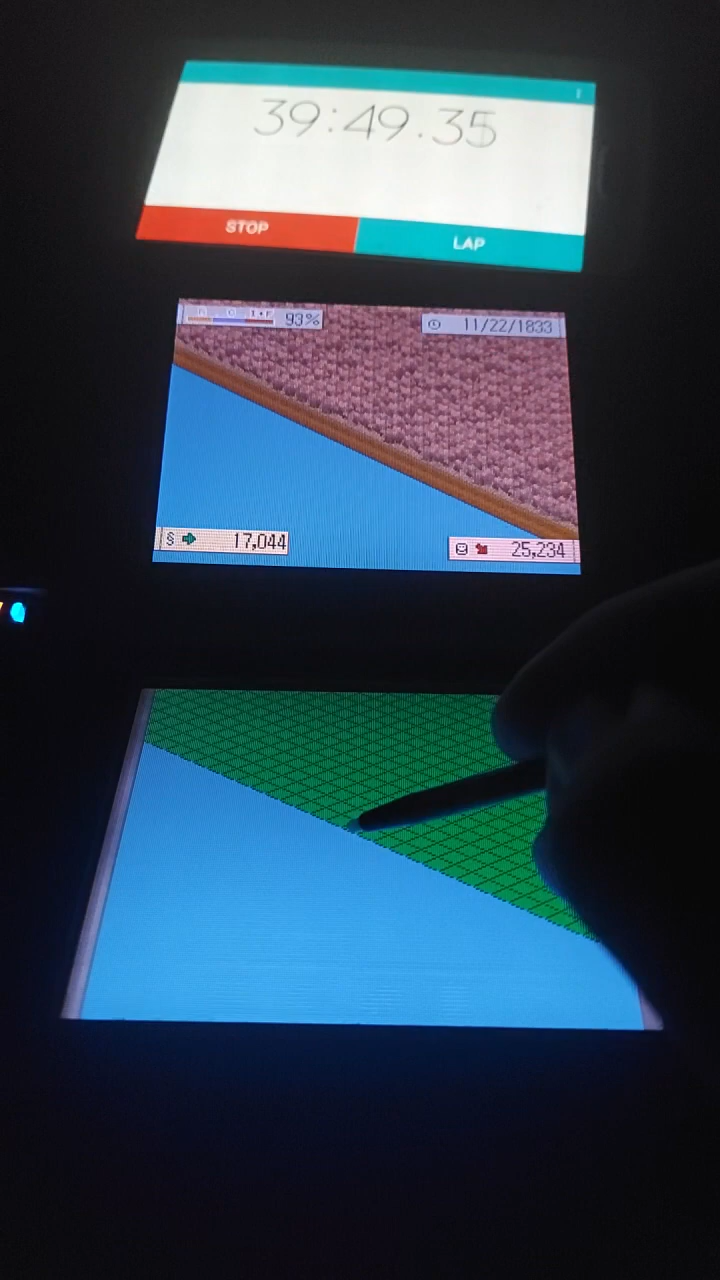 39:49.35
STOP
LAP
R C I•F 93%
11/22/1833
§ 17,044
25,234